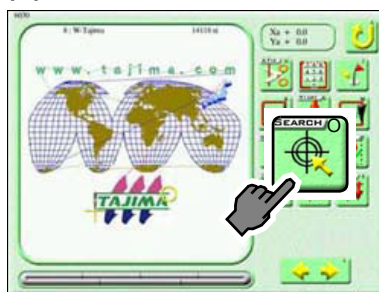 8 : W-Tajima
14118 st
Xa + 0.0
Ya + 0.0
www.tajima.com
SEARCH
TAJIMA